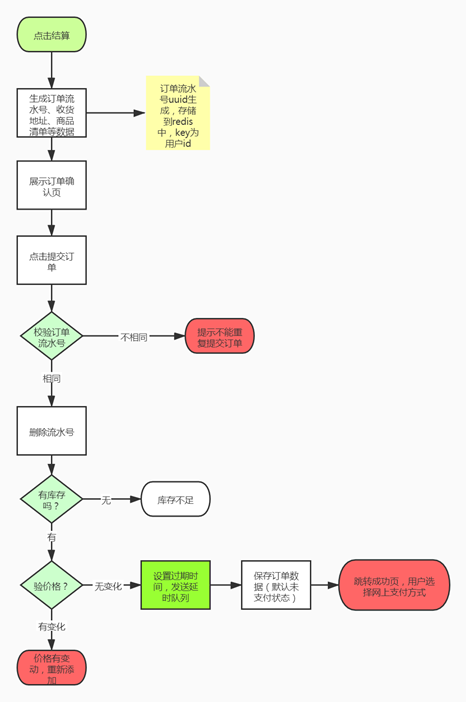 点击结算
生成订单流
水号、收货
地址、商品
清单等数据
订单流水
号uuid生
成，存储
到redis
中，key为
用户id
展示订单确
认页
点击提交订
单
校验订单
流水号
不相同
提示不能重
复提交订单
相同
删除流水号
有库存
吗？
无
库存不足
有
验价格？
无变化
设置过期时
间，发送延
时队列
保存订单数
据（默认未
支付状态）
跳转成功页，用户选
择网上支付方式
有变化
价格有变
动，重新添
加